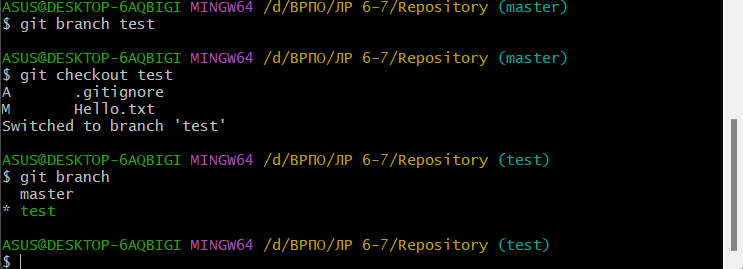 ASUS@DESKTOP-6AQBIGI MINGW64 /d/ВРПО/ЛР 6-7/Repository (master)
$ git branch test
ASUS@DESKTOP-6AQBIGI MINGW64 /d/ВРПО/ЛР 6-7/Repository (master)
$ git checkout test
A       .gitignore
M       Hello.txt
Switched to branch 'test'
ASUS@DESKTOP-6AQBIGI MINGW64 /d/ВРПО/ЛР 6-7/Repository (test)
$ git branch
  master
* test
ASUS@DESKTOP-6AQBIGI MINGW64 /d/ВРПО/ЛР 6-7/Repository (test)
$